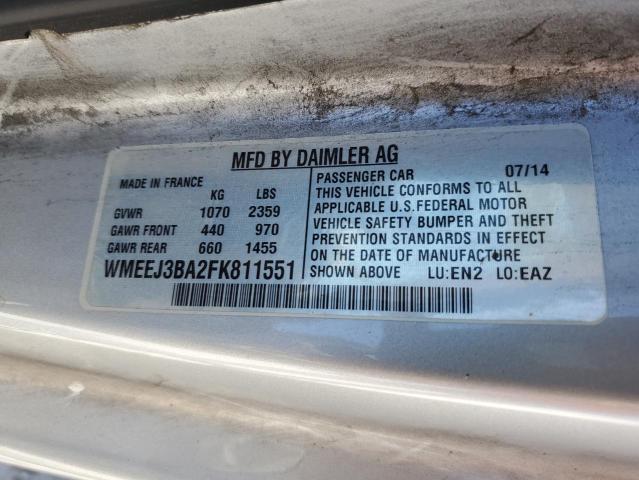 MFD BY DAIMLER AG
MADE IN FRANCE
KG LBS
GVWR 1070 2359
GAWR FRONT 440 970
GAWR REAR 660 1455
WMEEJ3BA2FK811551
PASSENGER CAR 07/14
THIS VEHICLE CONFORMS TO ALL
APPLICABLE U.S.FEDERAL MOTOR
VEHICLE SAFETY BUMPER AND THEFT
PREVENTION STANDARDS IN EFFECT
ON THE DATE OF MANUFACTURE
SHOWN ABOVE LU:EN2 LO:EAZ